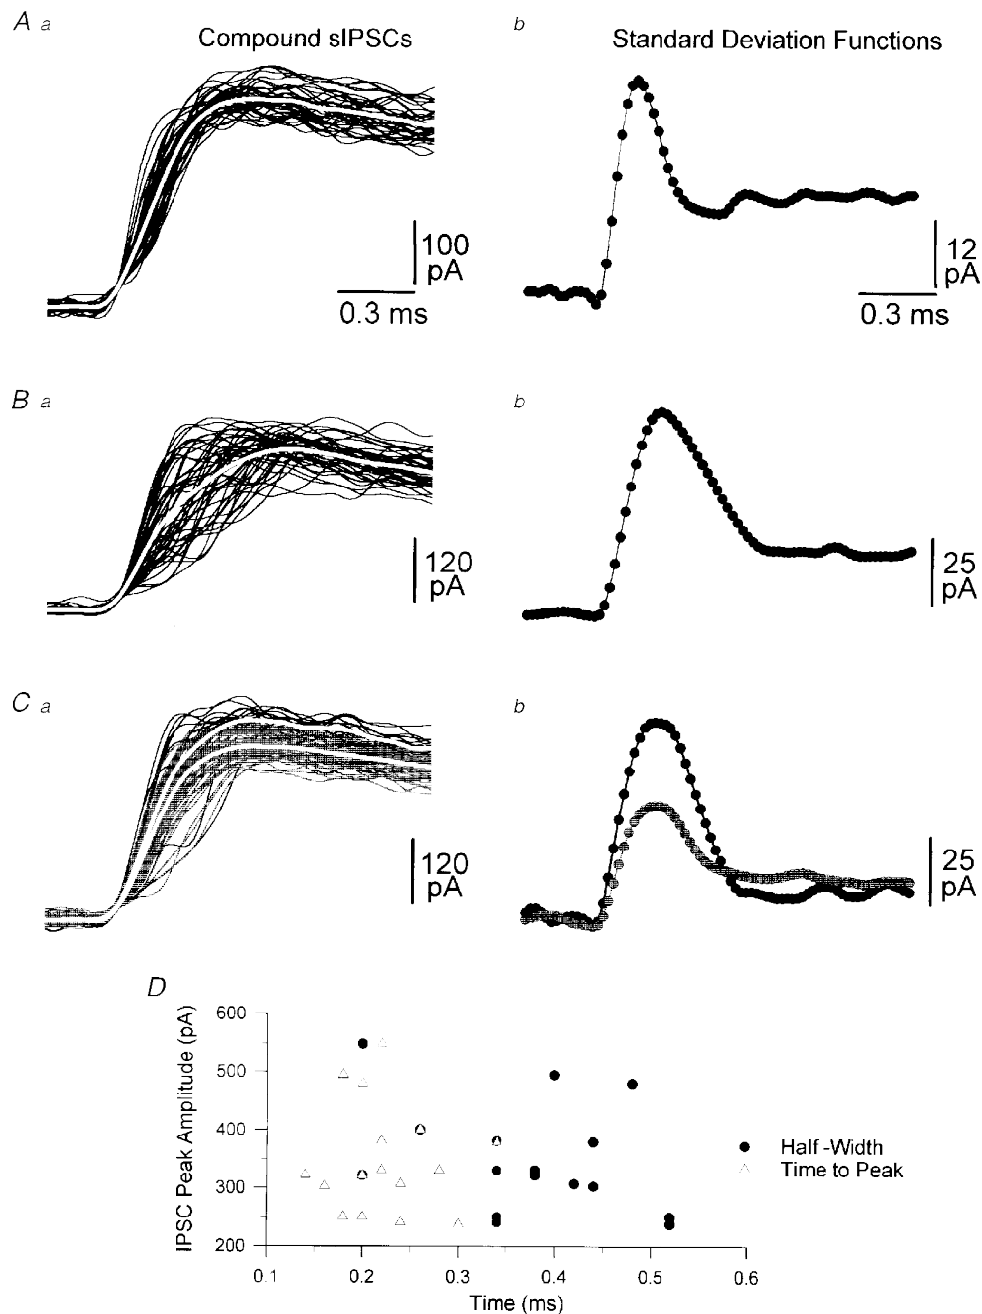 A a
Compound sIPSCs
b
Standard Deviation Functions
100
pA
0.3 ms
12
pA
0.3 ms
B a
b
120
pA
25
pA
C a
b
120
pA
25
pA
D
IPSC Peak Amplitude (pA)
600
500
400
300
200
0.1 0.2 0.3 0.4 0.5 0.6
Time (ms)
Half-Width
Time to Peak